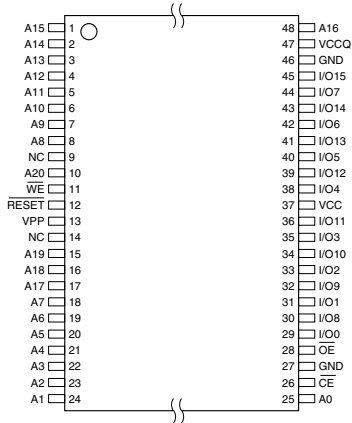 A15 1 48 A16
A14 2 47 VCCQ
A13 3 46 GND
A12 4 45 I/O15
A11 5 44 I/O7
A10 6 43 I/O14
A9 7 42 I/O6
A8 8 41 I/O13
NC 9 40 I/O5
A20 10 39 I/O12
WE 11 38 I/O4
RESET 12 37 VCC
VPP 13 36 I/O11
NC 14 35 I/O3
A19 15 34 I/O10
A18 16 33 I/O2
A17 17 32 I/O9
A7 18 31 I/O1
A6 19 30 I/O8
A5 20 29 I/O0
A4 21 28 OE
A3 22 27 GND
A2 23 26 CE
A1 24 25 A0